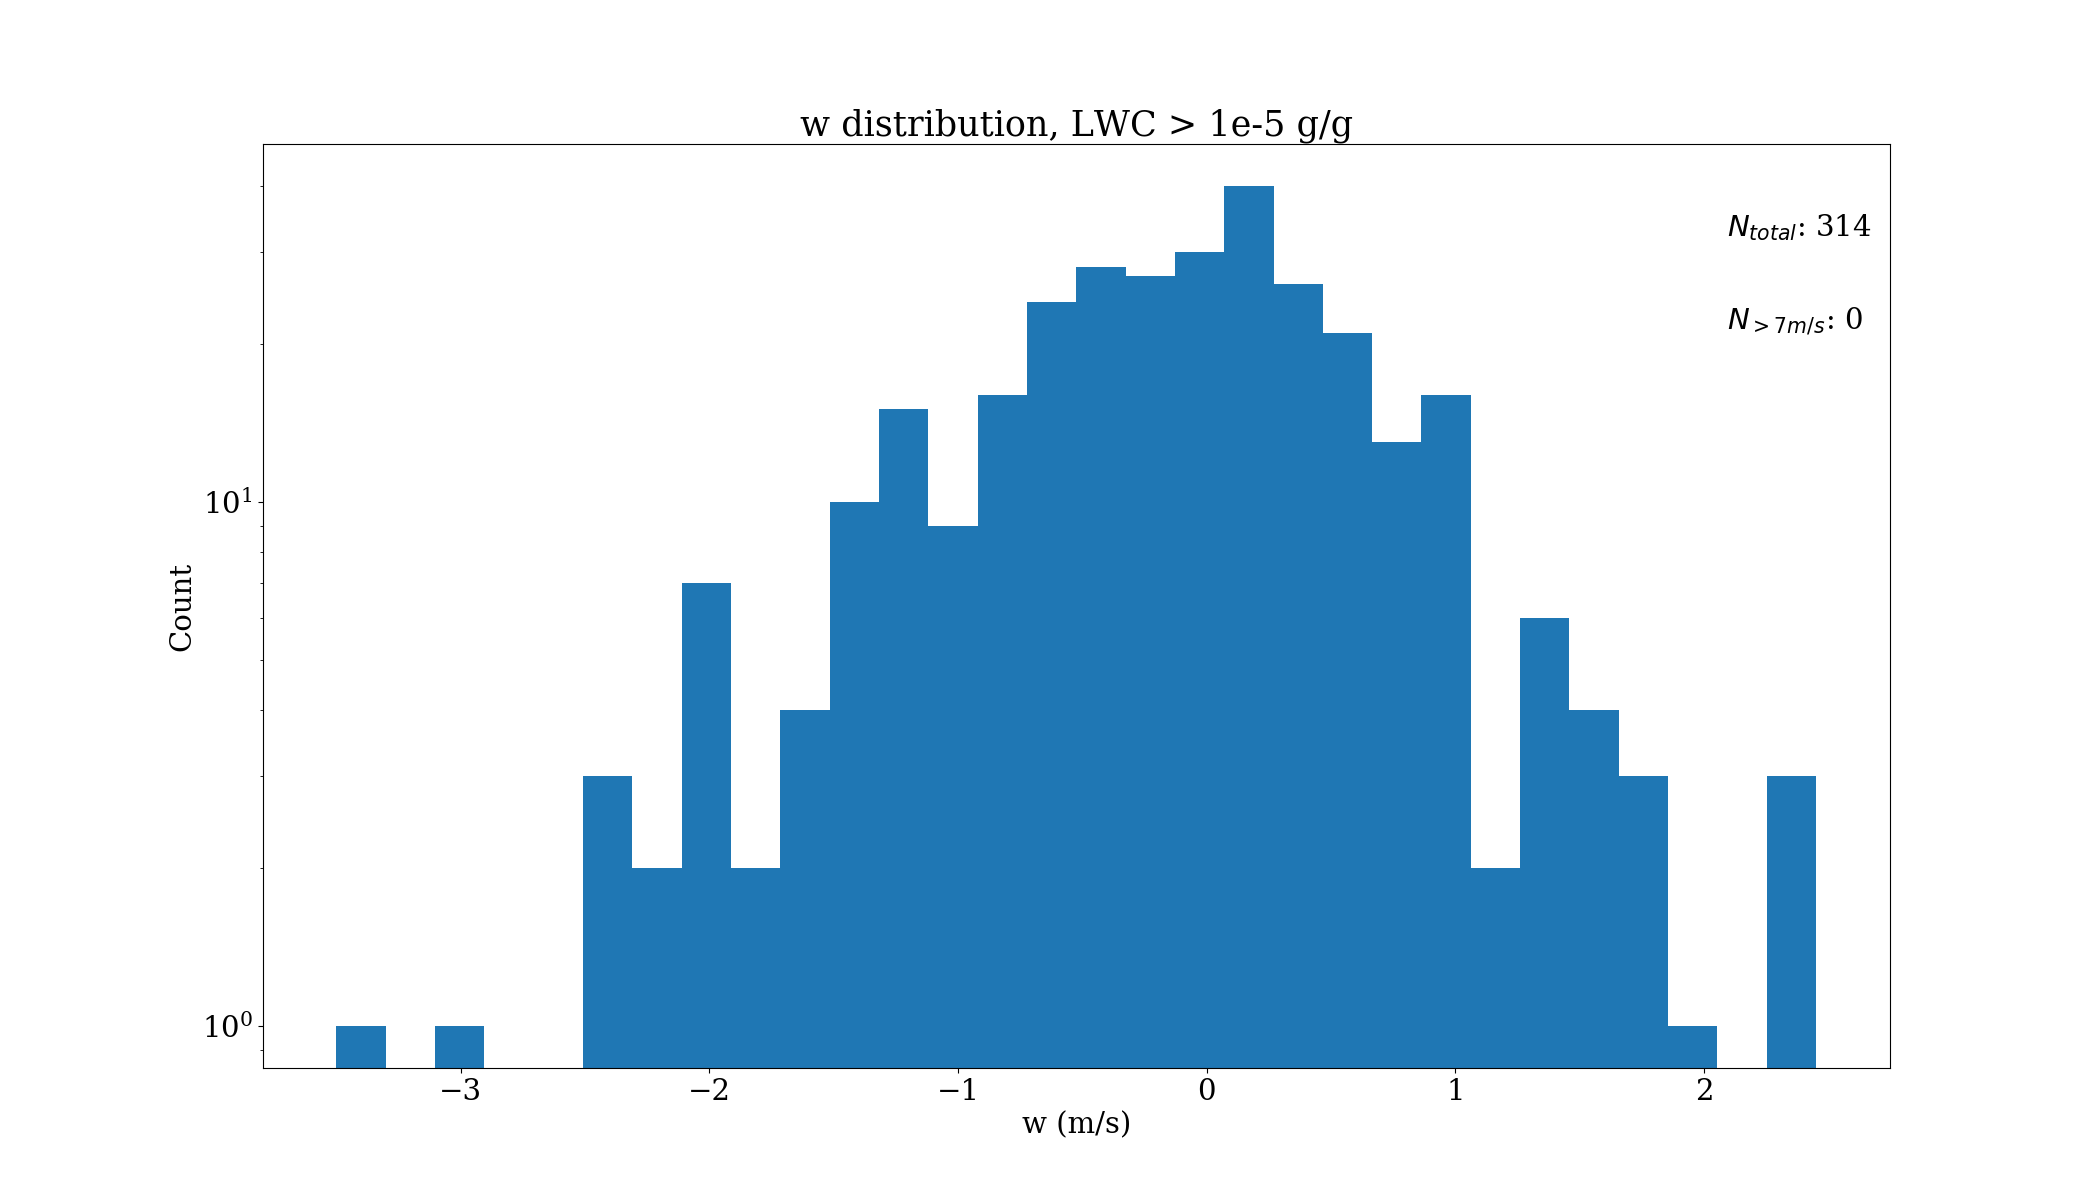 w distribution, LWC > 1e-5 g/g
N_total: 314
N_>7m/s: 0
10^1
10^0
Count
−3 −2 −1 0 1 2
w (m/s)